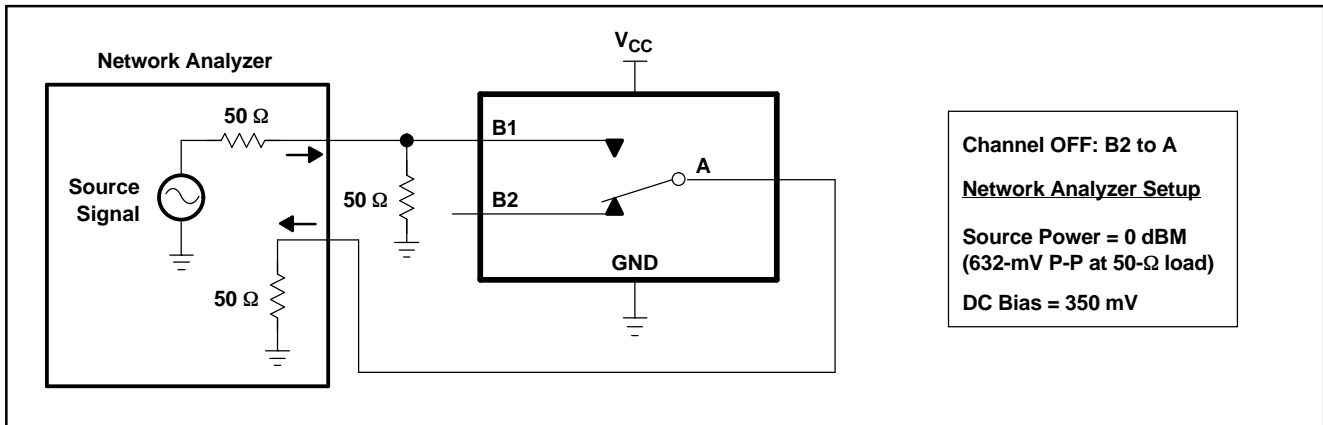 Network Analyzer
50 Ω
Source
Signal
50 Ω
50 Ω
V_CC
B1
B2
A
GND
Channel OFF: B2 to A
Network Analyzer Setup
Source Power = 0 dBM
(632-mV P-P at 50-Ω load)
DC Bias = 350 mV